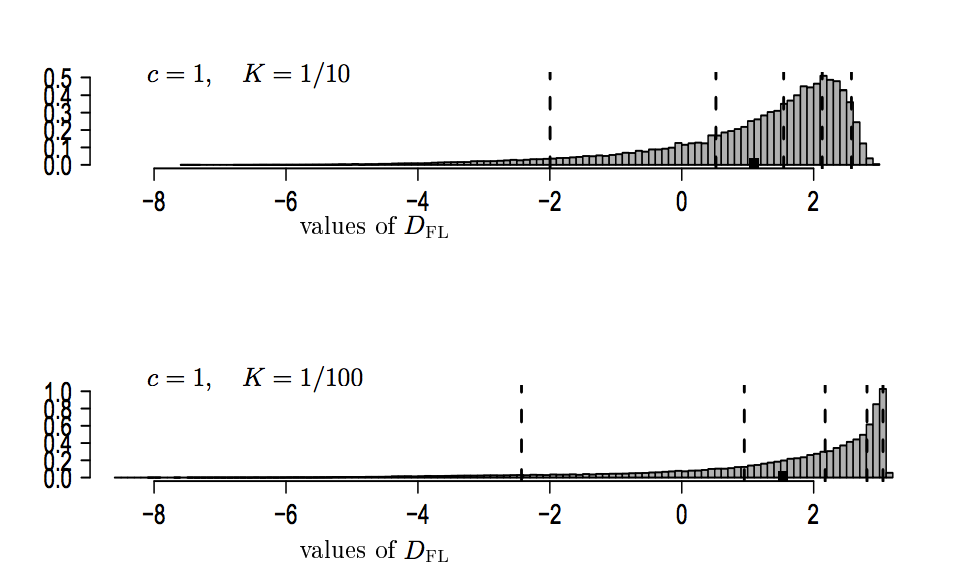 c = 1, K = 1/10
0.5
0.4
0.3
0.2
0.1
0.0
−8 −6 −4 −2 0 2
values of D_FL
c = 1, K = 1/100
1.0
0.8
0.6
0.4
0.2
0.0
−8 −6 −4 −2 0 2
values of D_FL